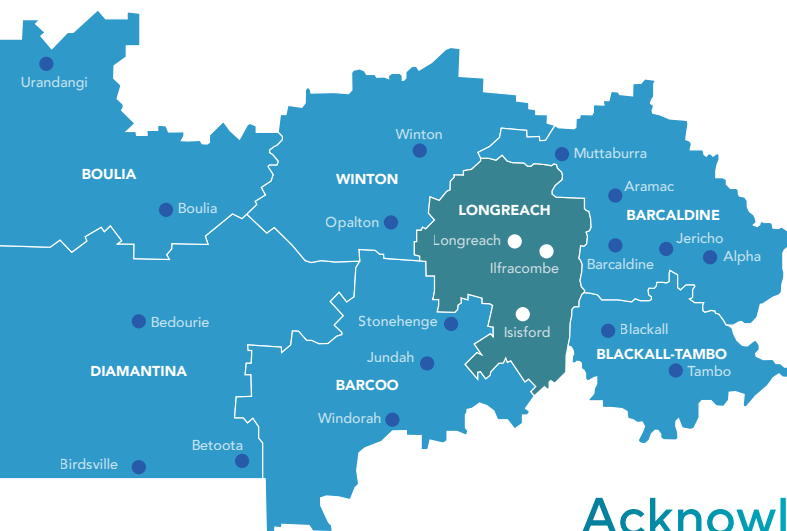 Urandangi
BOULIA
Boulia
Winton
WINTON
Opalton
Muttaburra
Aramac
BARCALDINE
Jericho
Barcaldine
Alpha
LONGREACH
Longreach
Ilfracombe
Isisford
Bedourie
DIAMANTINA
Betoota
Birdsville
Stonehenge
Jundah
BARCOO
Windorah
Blackall
BLACKALL-TAMBO
Tambo
Acknowl